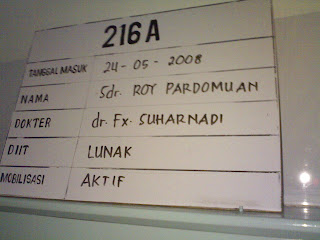 216A
TANGGAL MASUK 24-05-2008
NAMA Sdr. ROY PARDOMUAN
DOKTER dr. Fx. SUHARNADI
DIIT LUNAK
MOBILISASI AKTIF